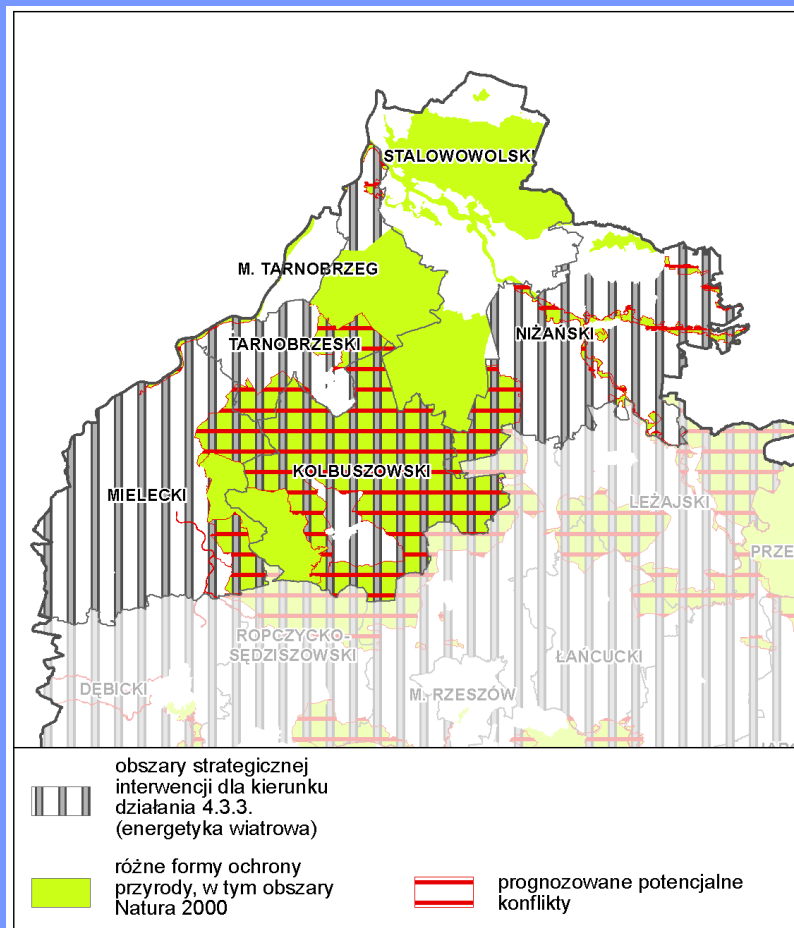 STALOWOWOLSKI
M. TARNOBRZEG
TARNOBRZESKI
NIŻAŃSKI
KOLBUSZOWSKI
MIELECKI
LEŻAJSKI
PRZE
ROPCZYCKO-
SĘDZISZOWSKI
ŁAŃCUCKI
DĘBICKI
M. RZESZÓW
obszary strategicznej
interwencji dla kierunku
działania 4.3.3.
(energetyka wiatrowa)
różne formy ochrony
przyrody, w tym obszary
Natura 2000
prognozowane potencjalne
konflikty